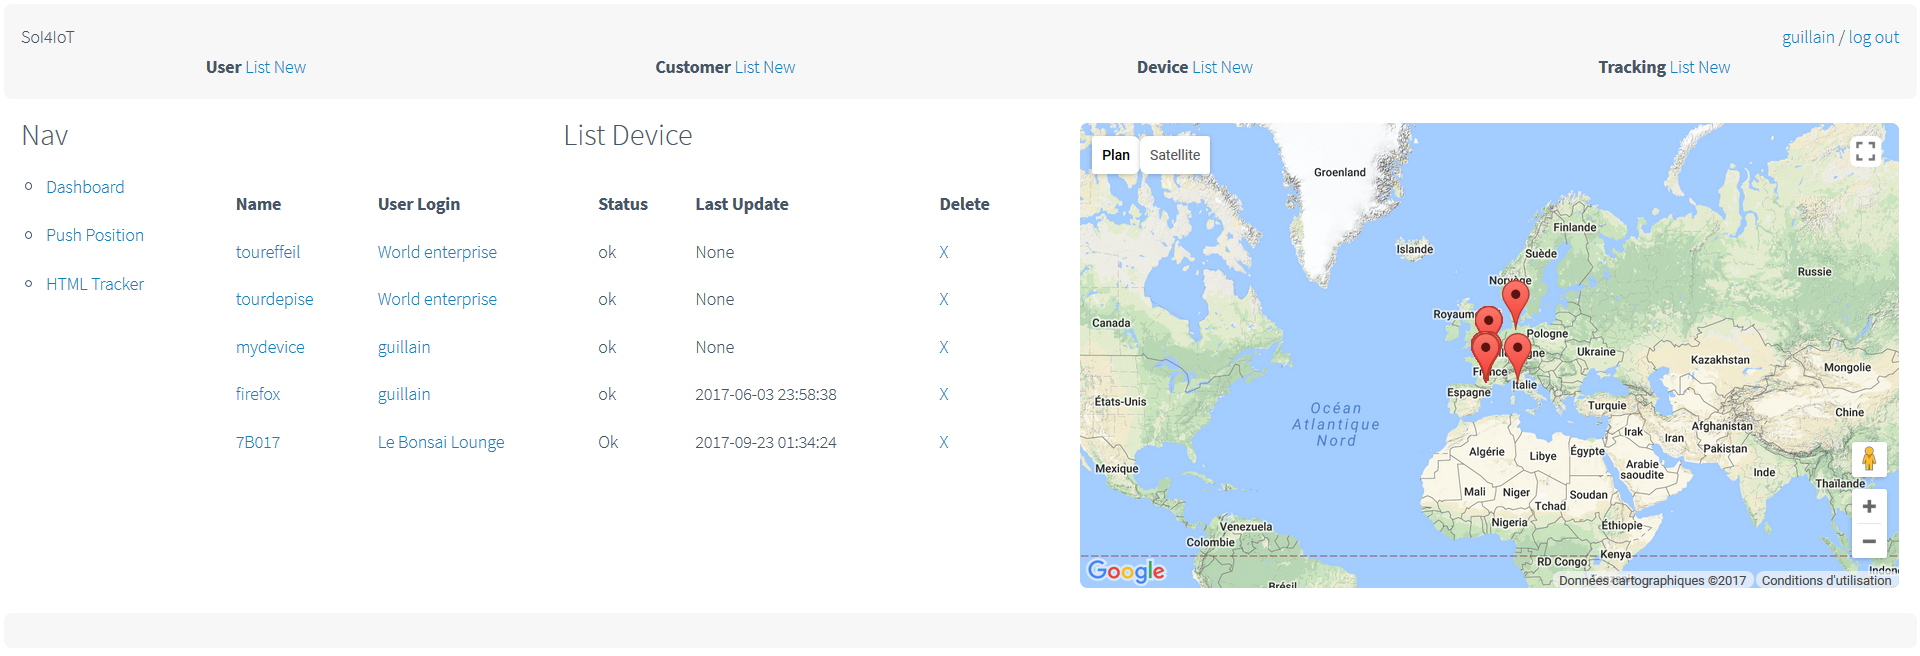 Sol4IoT
guillain / log out
User List New
Customer List New
Device List New
Tracking List New
Nav
Dashboard
Push Position
HTML Tracker
List Device
Name User Login Status Last Update Delete
toureffeil World enterprise ok None X
tourdepise World enterprise ok None X
mydevice guillain ok None X
firefox guillain ok 2017-06-03 23:58:38 X
7B017 Le Bonsai Lounge Ok 2017-09-23 01:34:24 X
Plan Satellite
Groenland
Finlande
Islande
Suède
Russie
Norvège
Canada
Pologne
Ukraine
Kazakhstan
Mongolie
France
Italie
États-Unis
Espagne
Océan
Atlantique
Nord
Turquie
Chine
Afghanistan
Irak
Iran
Pakistan
Algérie
Libye
Égypte
Arabie
saoudite
Inde
Mexique
Thaïlande
Mali
Niger
Soudan
Tchad
Nigeria
Éthiopie
Venezuela
Colombie
Kenya
RD Congo
Google
Données cartographiques ©2017
Conditions d'utilisation